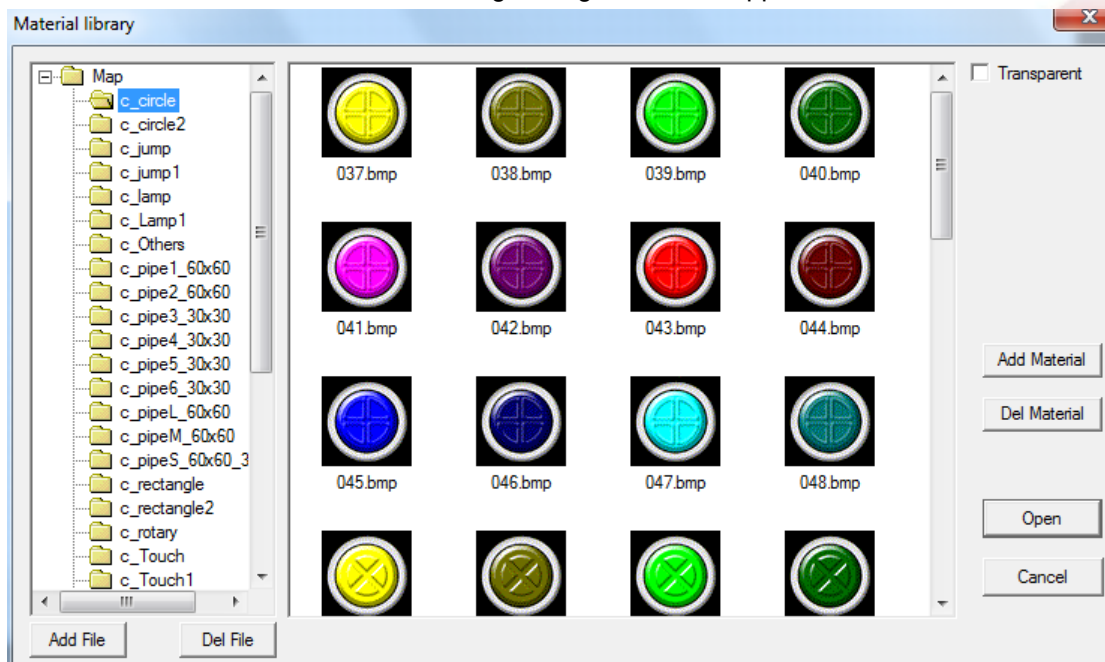 Material library
X
Map
c_circle
c_circle2
c_jump
c_jump1
c_lamp
c_Lamp1
c_Others
c_pipe1_60x60
c_pipe2_60x60
c_pipe3_30x30
c_pipe4_30x30
c_pipe5_30x30
c_pipe6_30x30
c_pipeL_60x60
c_pipeM_60x60
c_pipeS_60x60_3
c_rectangle
c_rectangle2
c_rotary
c_Touch
c_Touch1
Add File Del File
037.bmp 038.bmp 039.bmp 040.bmp
041.bmp 042.bmp 043.bmp 044.bmp
045.bmp 046.bmp 047.bmp 048.bmp
Transparent
Add Material
Del Material
Open
Cancel